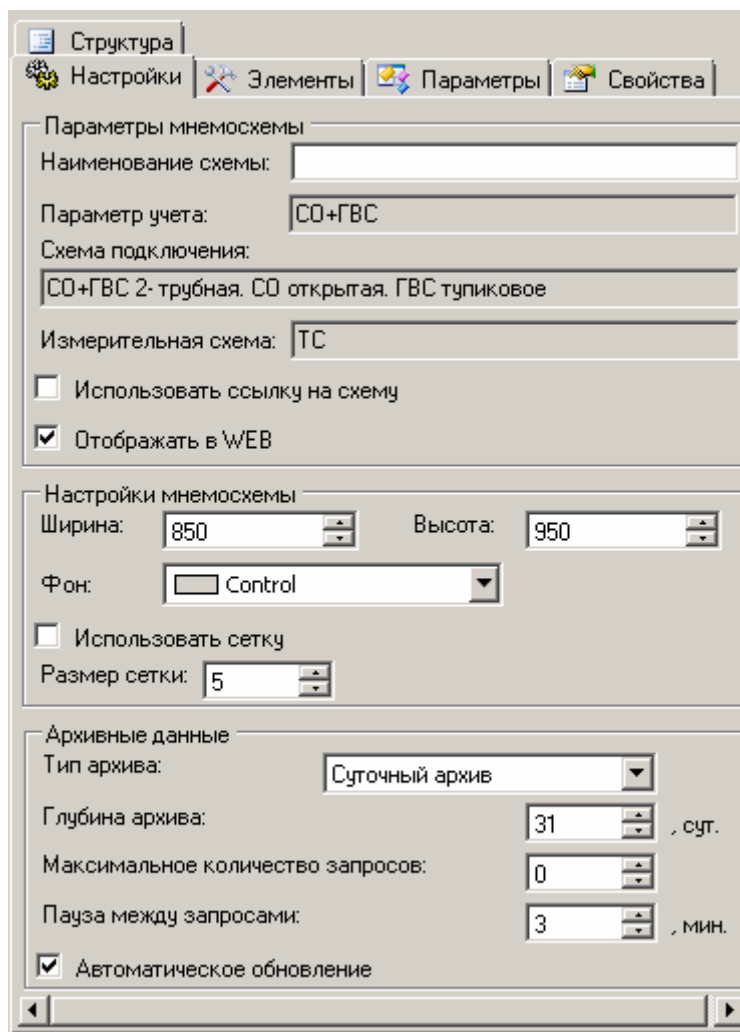 Структура
Настройки Элементы Параметры Свойства
Параметры мнемосхемы
Наименование схемы:
Параметр учета: СО+ГВС
Схема подключения:
СО+ГВС 2- трубная. СО открытая. ГВС тупиковое
Измерительная схема: ТС
Использовать ссылку на схему
Отображать в WEB
Настройки мнемосхемы
Ширина: 850 Высота: 950
Фон: Control
Использовать сетку
Размер сетки: 5
Архивные данные
Тип архива: Суточный архив
Глубина архива: 31 , сут.
Максимальное количество запросов: 0
Пауза между запросами: 3 , мин.
Автоматическое обновление